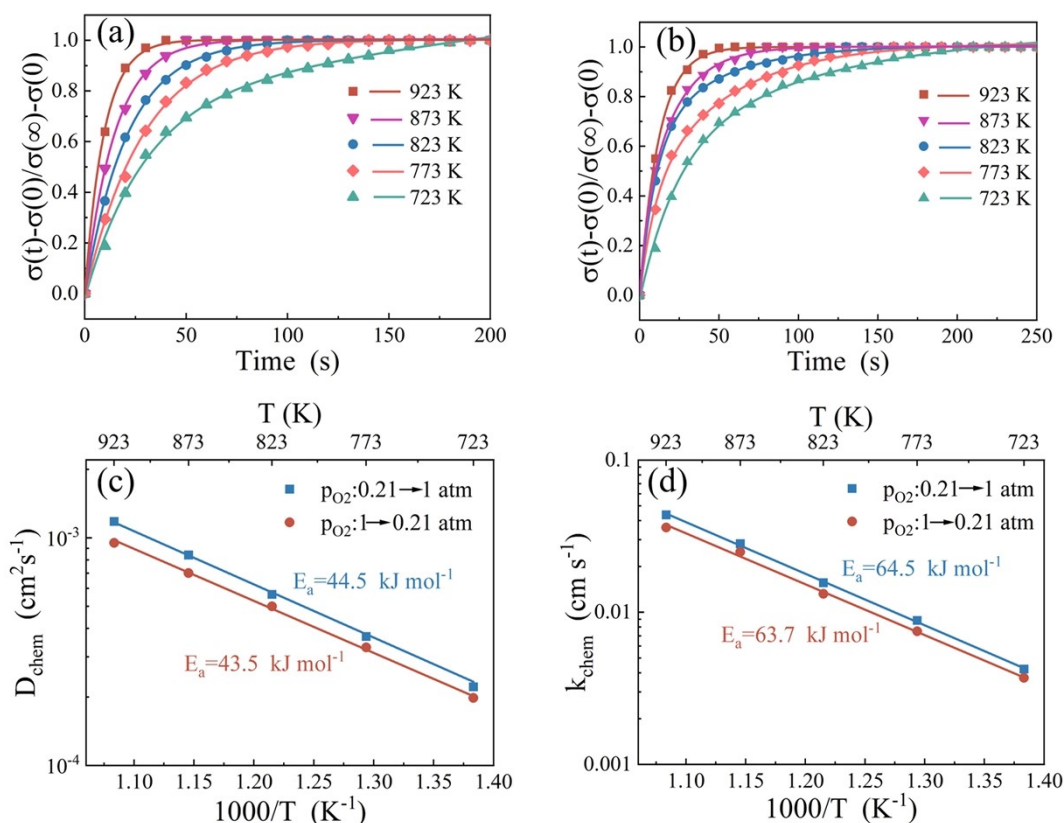 (a)
σ(t)-σ(0)/σ(∞)-σ(0)
1.0
0.8
0.6
0.4
0.2
0.0
923 K
873 K
823 K
773 K
723 K
0 50 100 150 200
Time (s)
(b)
σ(t)-σ(0)/σ(∞)-σ(0)
1.0
0.8
0.6
0.4
0.2
0.0
923 K
873 K
823 K
773 K
723 K
0 50 100 150 200 250
Time (s)
T (K)
923 873 823 773 723
(c)
D_chem (cm²s⁻¹)
10⁻³
10⁻⁴
p_O2:0.21→1 atm
p_O2:1→0.21 atm
E_a=44.5 kJ mol⁻¹
E_a=43.5 kJ mol⁻¹
1.10 1.15 1.20 1.25 1.30 1.35 1.40
1000/T (K⁻¹)
T (K)
923 873 823 773 723
(d)
k_chem (cm s⁻¹)
0.1
0.01
0.001
p_O2:0.21→1 atm
p_O2:1→0.21 atm
E_a=64.5 kJ mol⁻¹
E_a=63.7 kJ mol⁻¹
1.10 1.15 1.20 1.25 1.30 1.35 1.40
1000/T (K⁻¹)